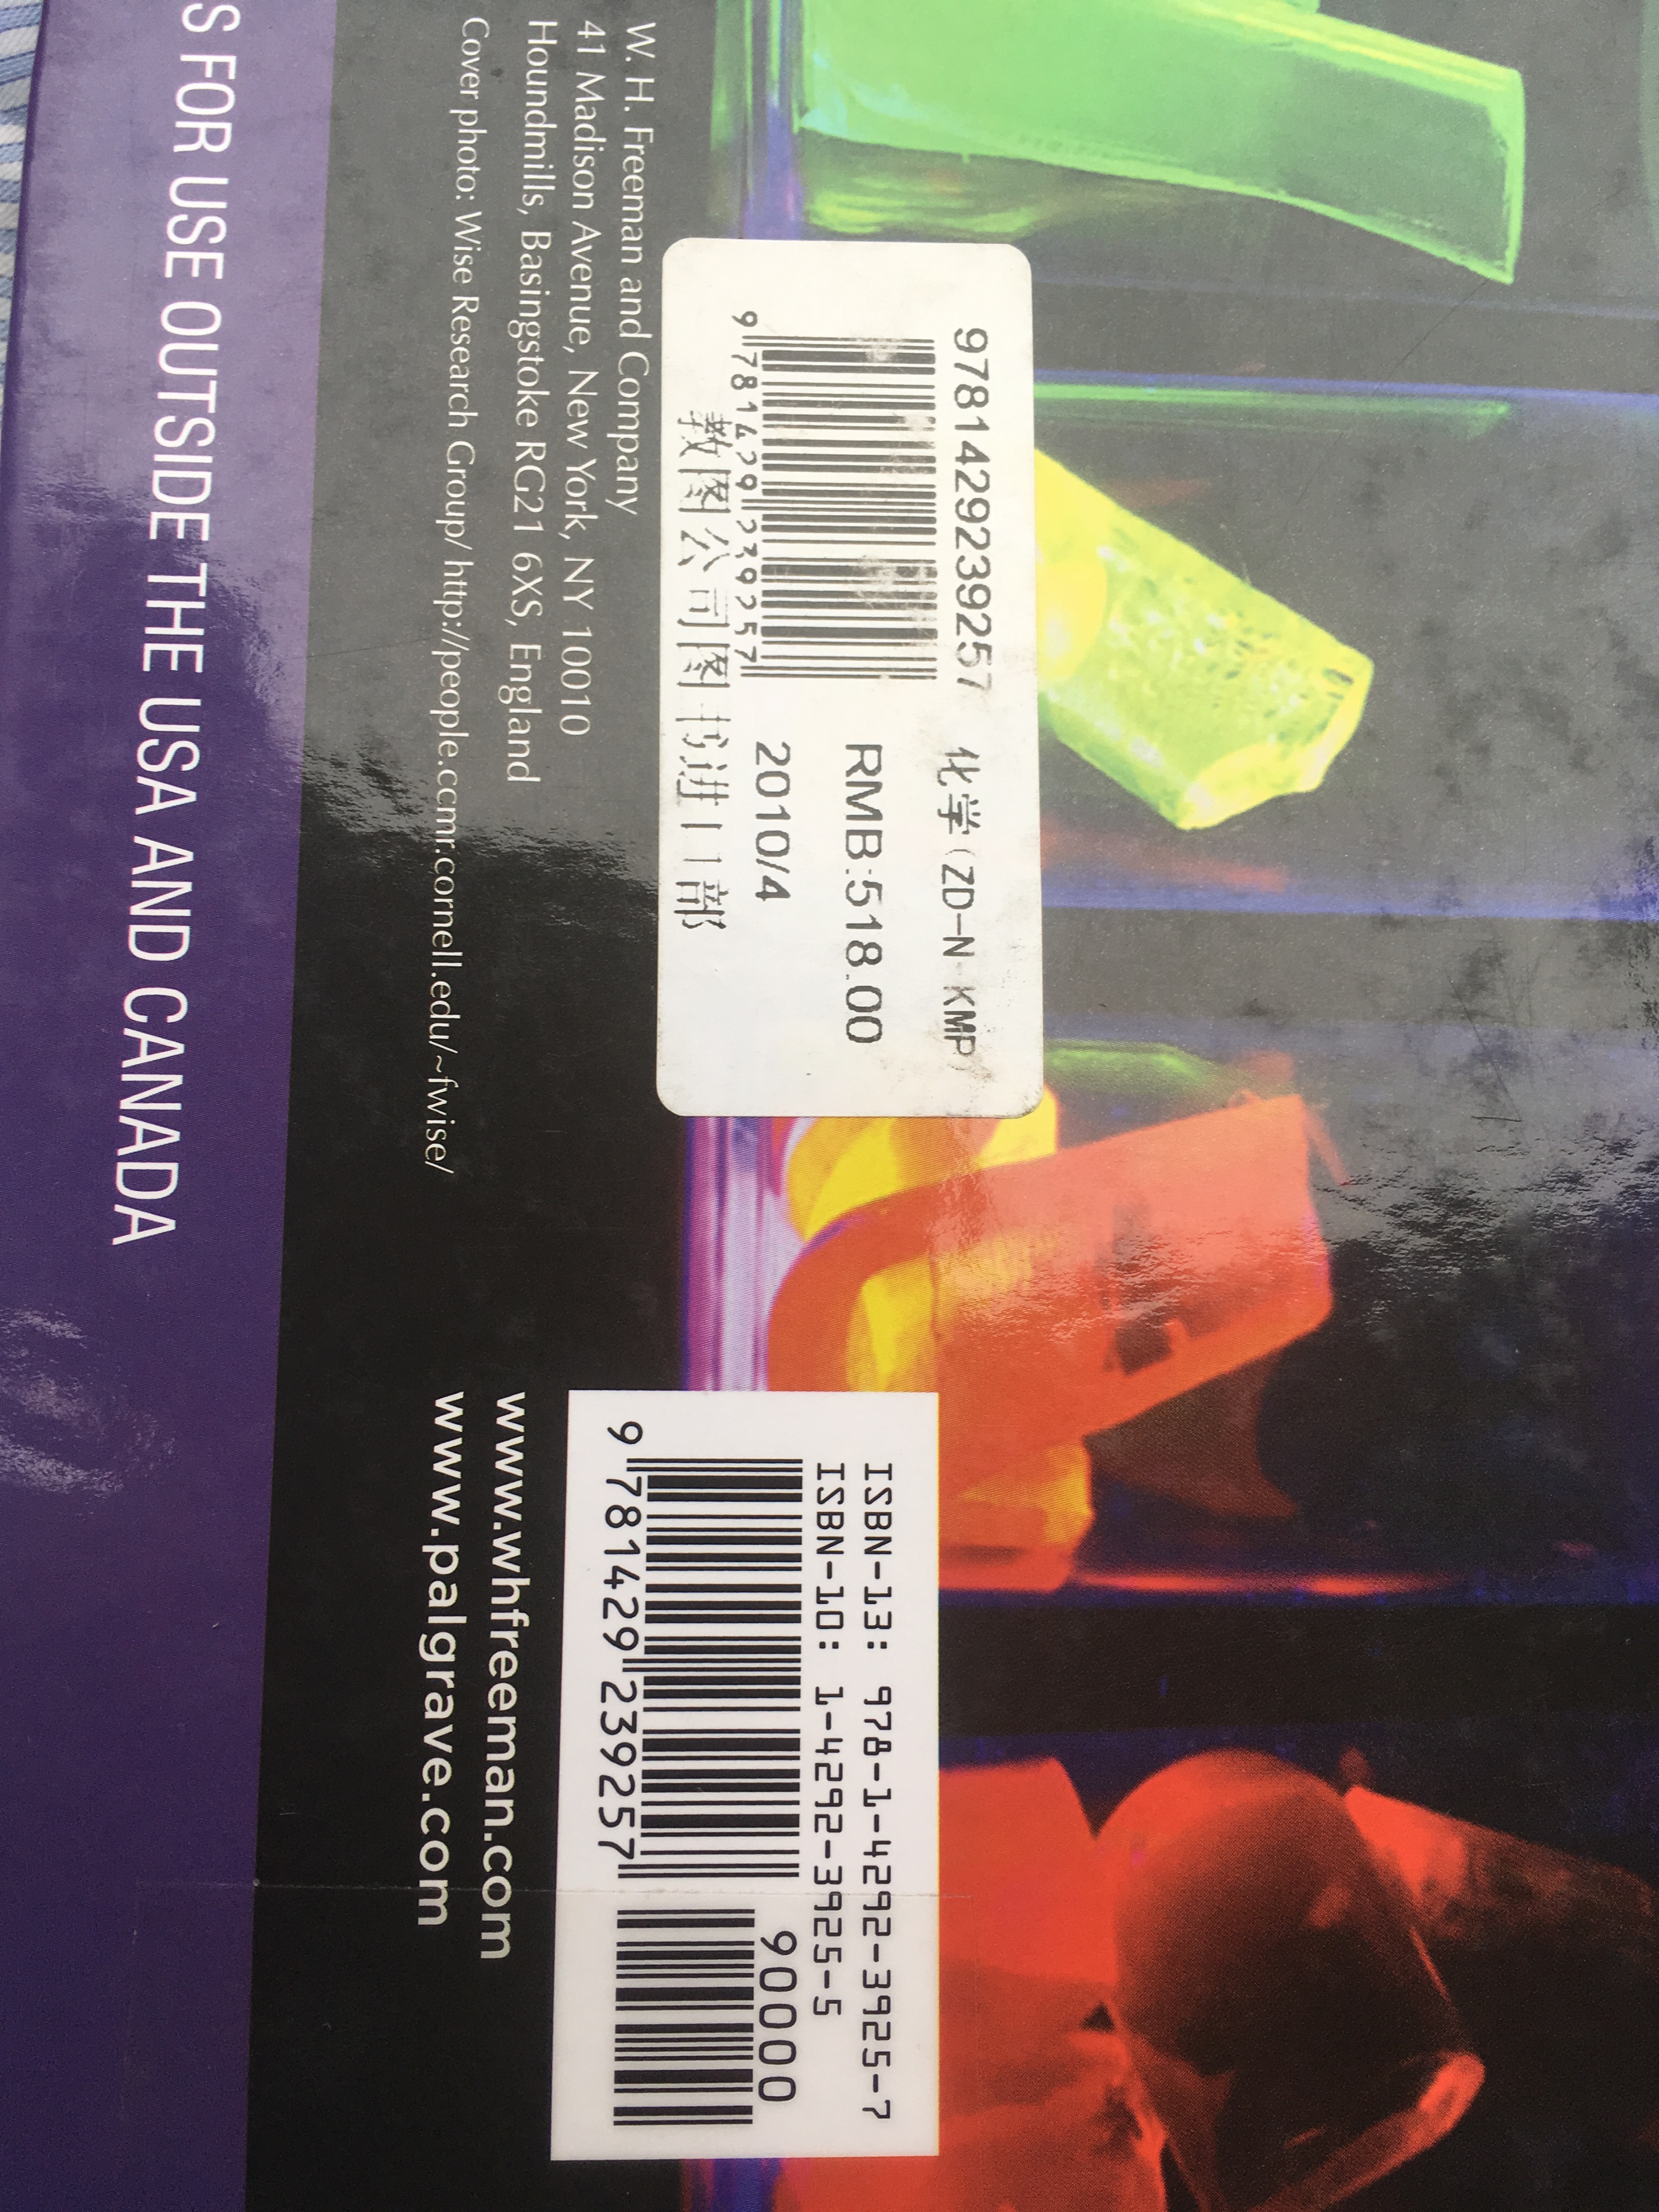 9781429239257
化学(ZD-N KMP)
RMB:518.00
2010/4
9 781429 239257
教图公司图书进口部
ISBN-13: 978-1-4292-3925-7
ISBN-10: 1-4292-3925-5
90000
9 781429 239257
W. H. Freeman and Company
41 Madison Avenue, New York, NY 10010
Houndmills, Basingstoke RG21 6XS, England
Cover photo: Wise Research Group/ http://people.ccmr.cornell.edu/~fwise/
www.whfreeman.com
www.palgrave.com
S FOR USE OUTSIDE THE USA AND CANADA